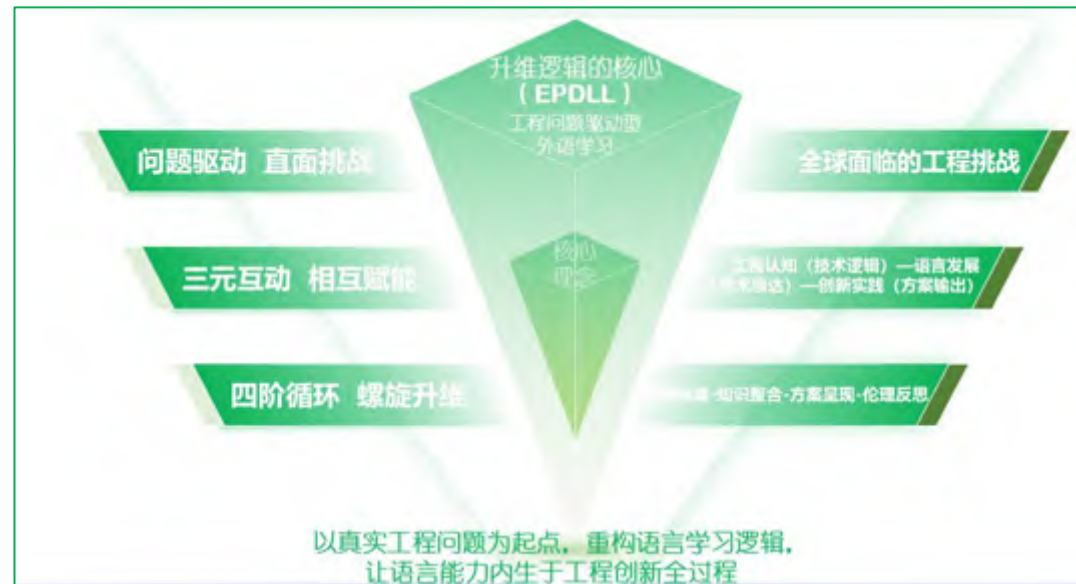 升维逻辑的核心
（EPDLL）
工程问题驱动型
外语学习
问题驱动 直面挑战
全球面临的工程挑战
核心
理念
三元互动 相互赋能
工程认知（技术逻辑）—语言发展
达）—创新实践（方案输出）
四阶循环 螺旋升维
-知识整合-方案呈现-伦理反思
以真实工程问题为起点，重构语言学习逻辑，
让语言能力内生于工程创新全过程